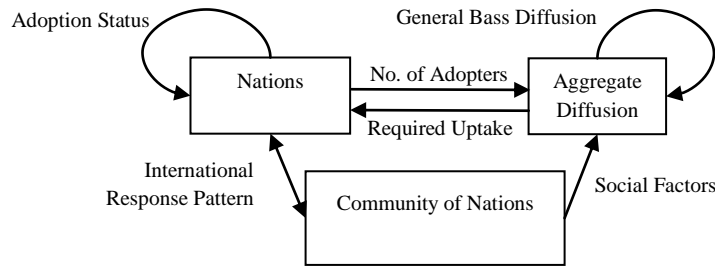 General Bass Diffusion
Adoption Status
Nations
No. of Adopters
Aggregate
Diffusion
Required Uptake
International
Response Pattern
Community of Nations
Social Factors